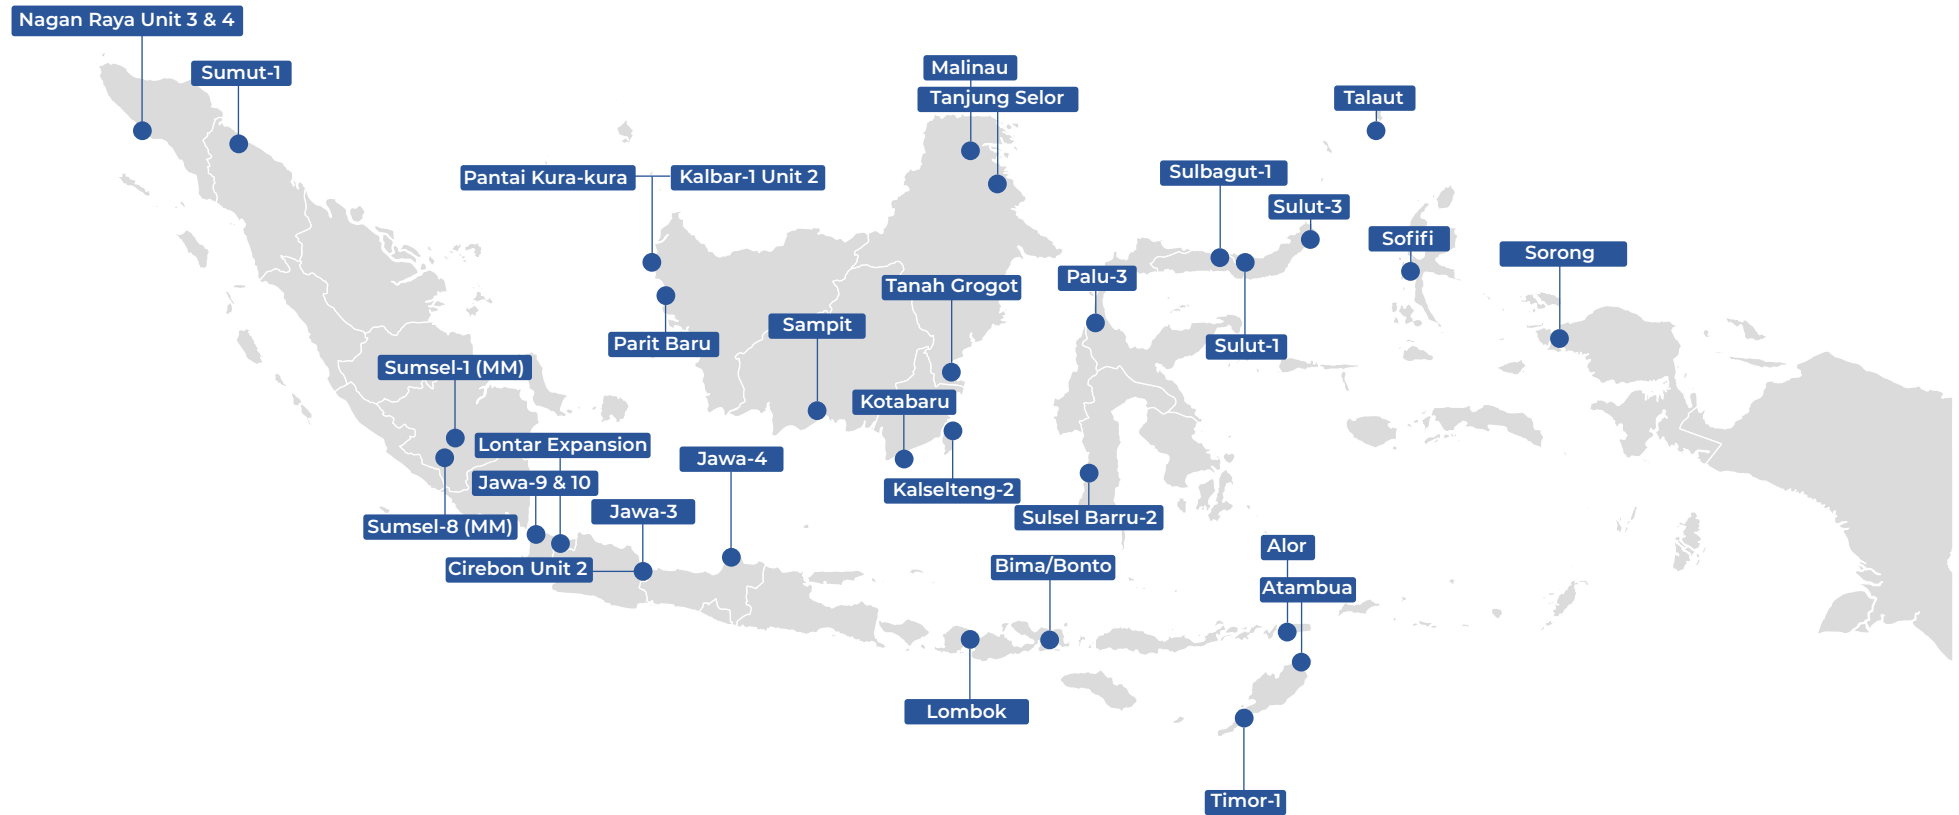 Nagan Raya Unit 3 & 4
Sumut-1
Malinau
Tanjung Selor
Talaut
Pantai Kura-kura
Kalbar-1 Unit 2
Sulbagut-1
Sulut-3
Sofifi
Sorong
Palu-3
Tanah Grogot
Sampit
Parit Baru
Sulut-1
Sumsel-1 (MM)
Kotabaru
Lontar Expansion
Jawa-4
Jawa-9 & 10
Kalselteng-2
Jawa-3
Sulsel Barru-2
Sumsel-8 (MM)
Alor
Cirebon Unit 2
Bima/Bonto
Atambua
Lombok
Timor-1